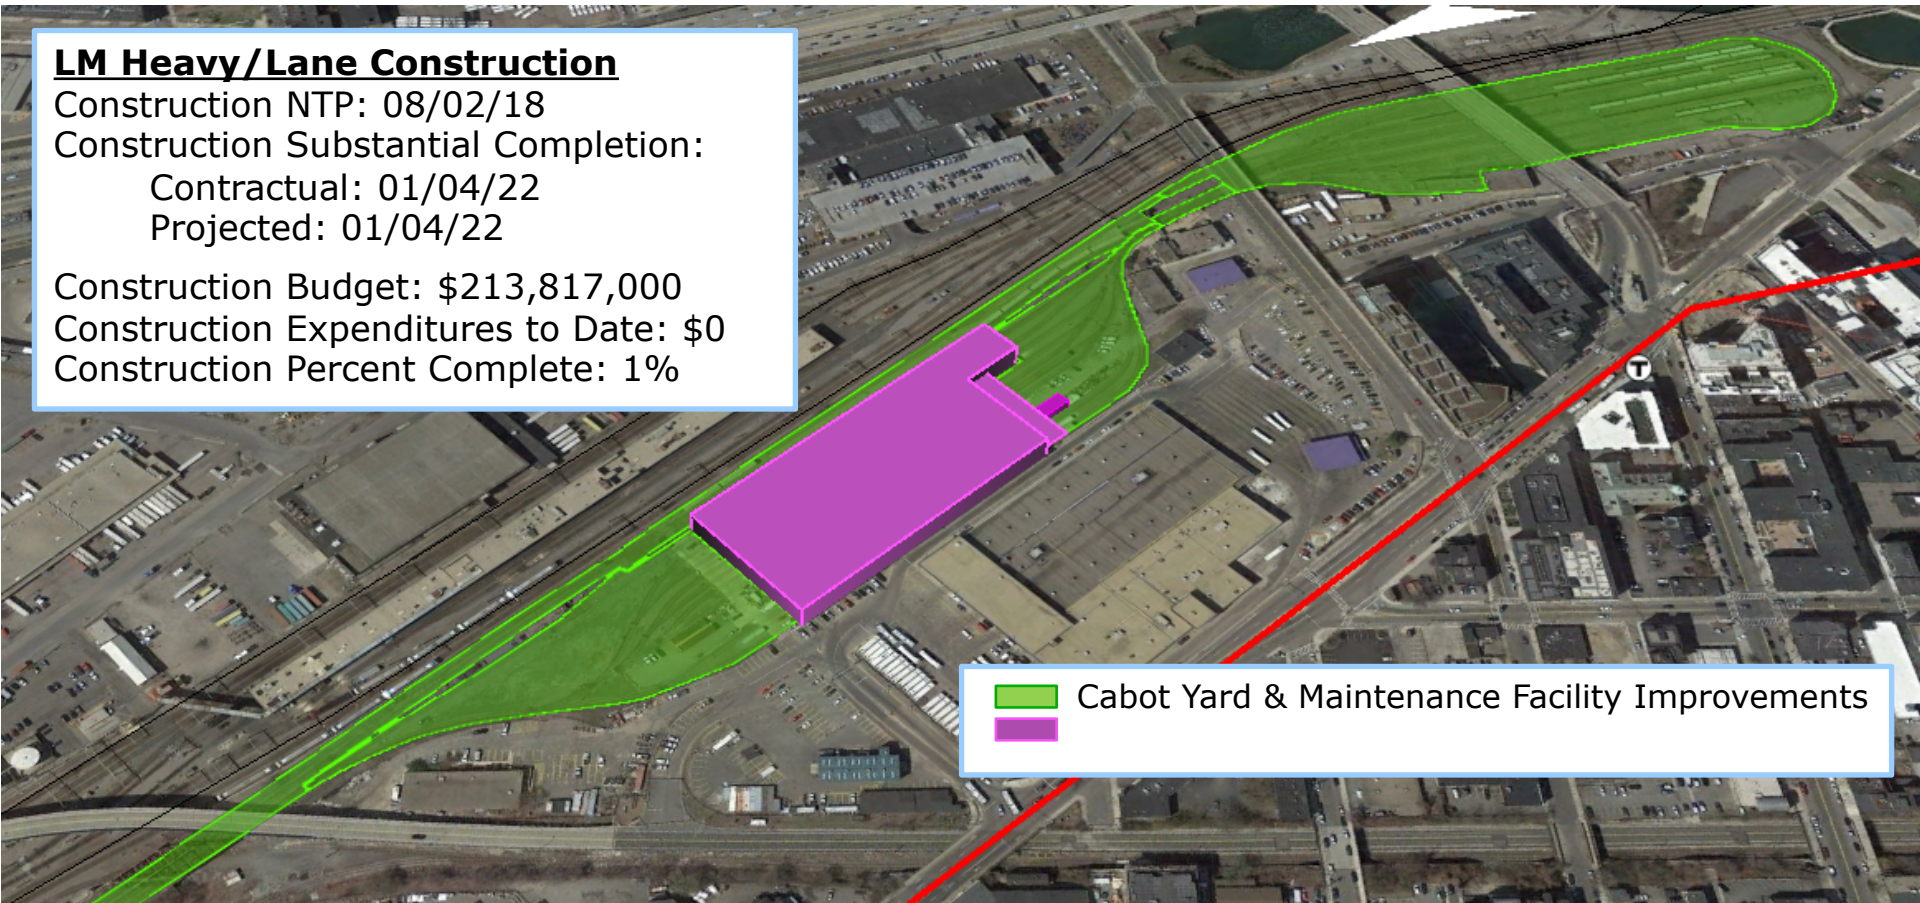 LM Heavy/Lane Construction
Construction NTP: 08/02/18
Construction Substantial Completion:
Contractual: 01/04/22
Projected: 01/04/22
Construction Budget: $213,817,000
Construction Expenditures to Date: $0
Construction Percent Complete: 1%
T
Cabot Yard & Maintenance Facility Improvements